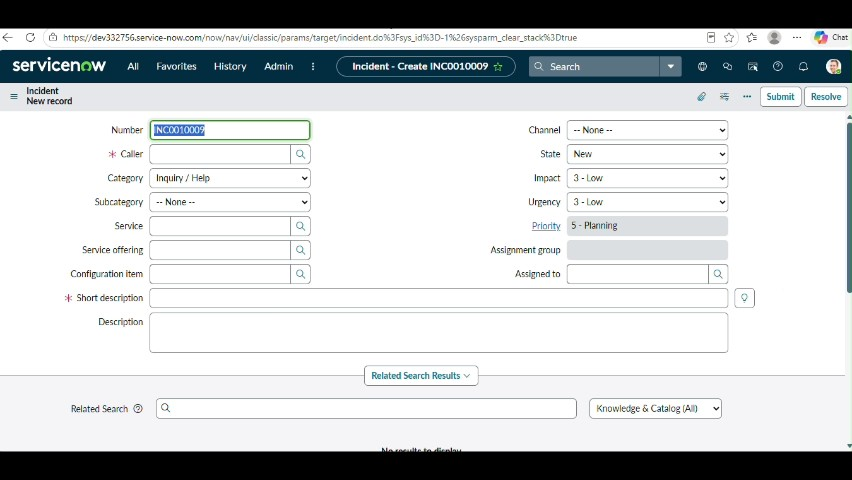 https://dev332756.service-now.com/now/nav/ui/classic/params/target/incident.do%3Fsys_id%3D-1%26sysparm_clear_stack%3Dtrue
Chat
servicenow All Favorites History Admin Incident - Create INC0010009 Search
Incident
New record
Submit Resolve
Number INC0010009 Channel -- None --
* Caller State New
Category Inquiry / Help Impact 3 - Low
Subcategory -- None -- Urgency 3 - Low
Service Priority 5 - Planning
Service offering Assignment group
Configuration item Assigned to
* Short description
Description
Related Search Results
Related Search Knowledge & Catalog (All)
No results to display